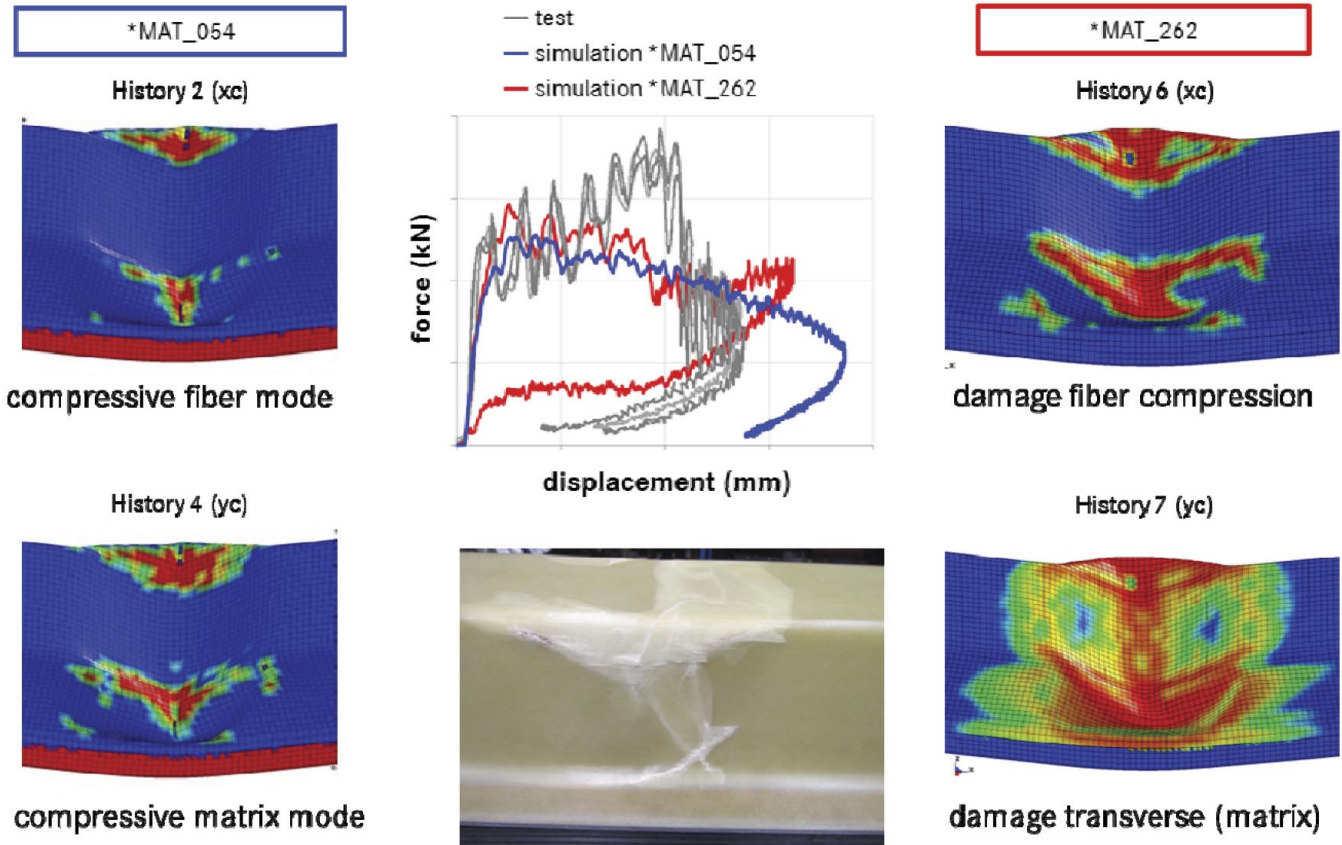 *MAT_054
History 2 (xc)
compressive fiber mode
History 4 (yc)
compressive matrix mode
test
simulation *MAT_054
simulation *MAT_262
force (kN)
displacement (mm)
*MAT_262
History 6 (xc)
damage fiber compression
History 7 (yc)
damage transverse (matrix)